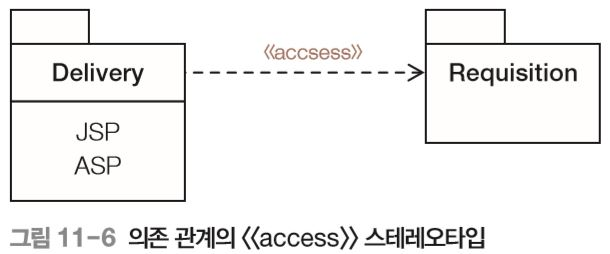 《accsess》
Delivery
Requisition
JSP
ASP
그림 11-6 의존 관계의 《access》 스테레오타입